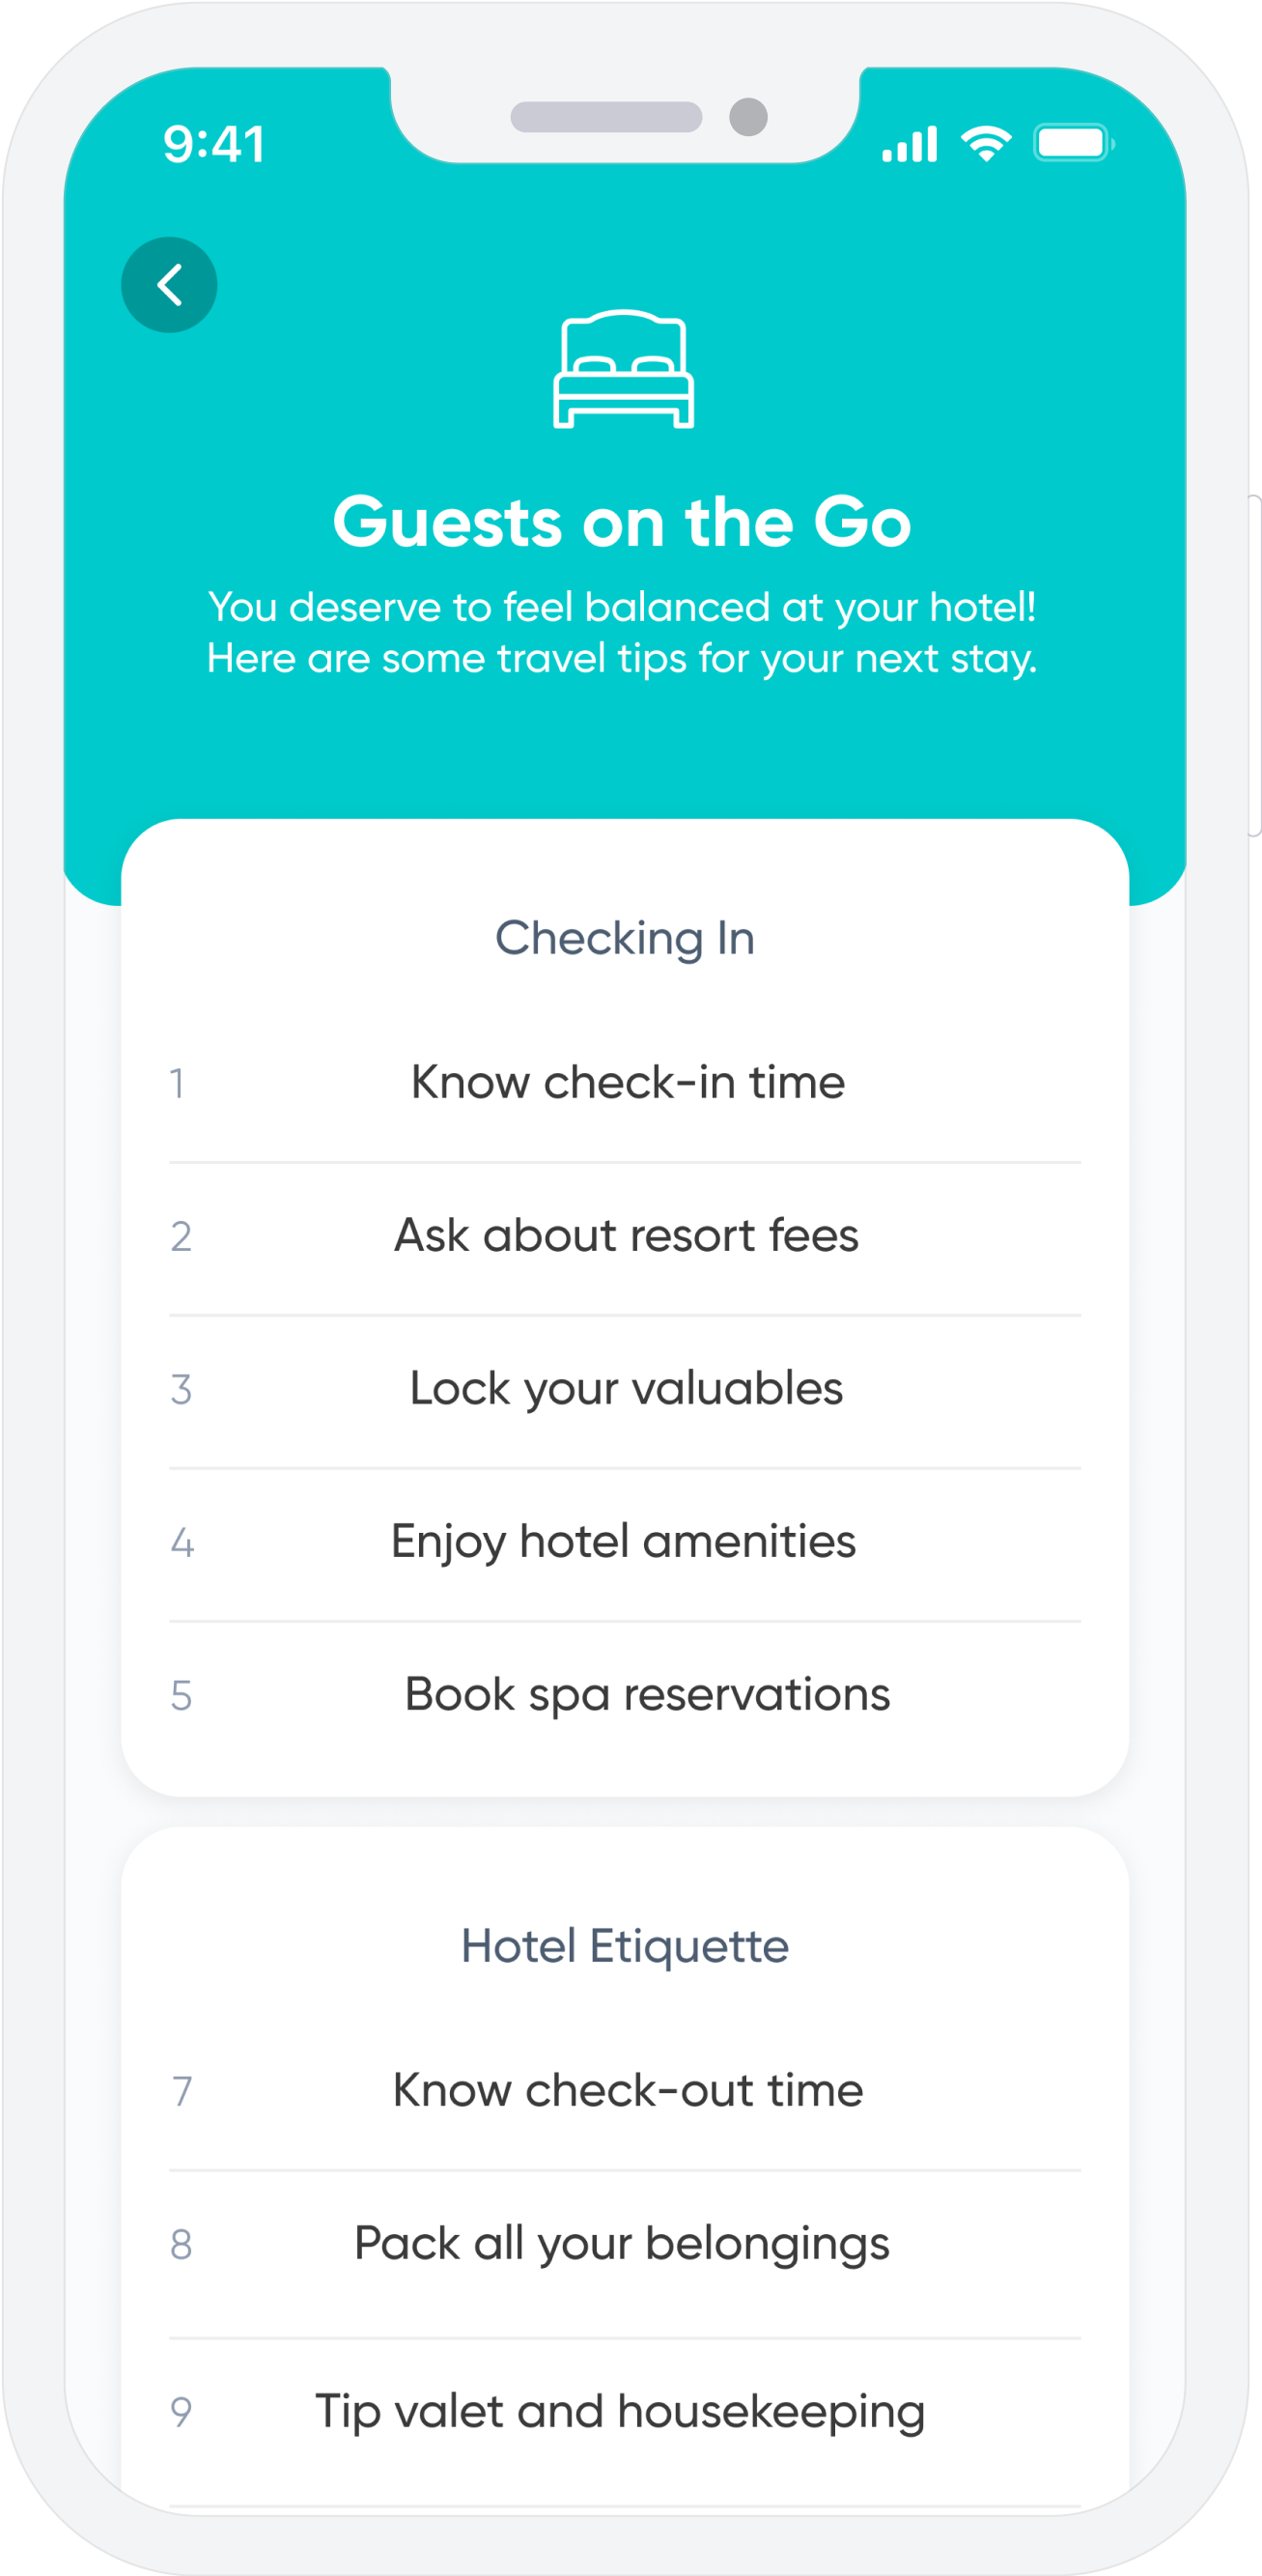 9:41
Guests on the Go
You deserve to feel balanced at your hotel!
Here are some travel tips for your next stay.
Checking In
1 Know check-in time
2 Ask about resort fees
3 Lock your valuables
4 Enjoy hotel amenities
5 Book spa reservations
Hotel Etiquette
7 Know check-out time
8 Pack all your belongings
9 Tip valet and housekeeping